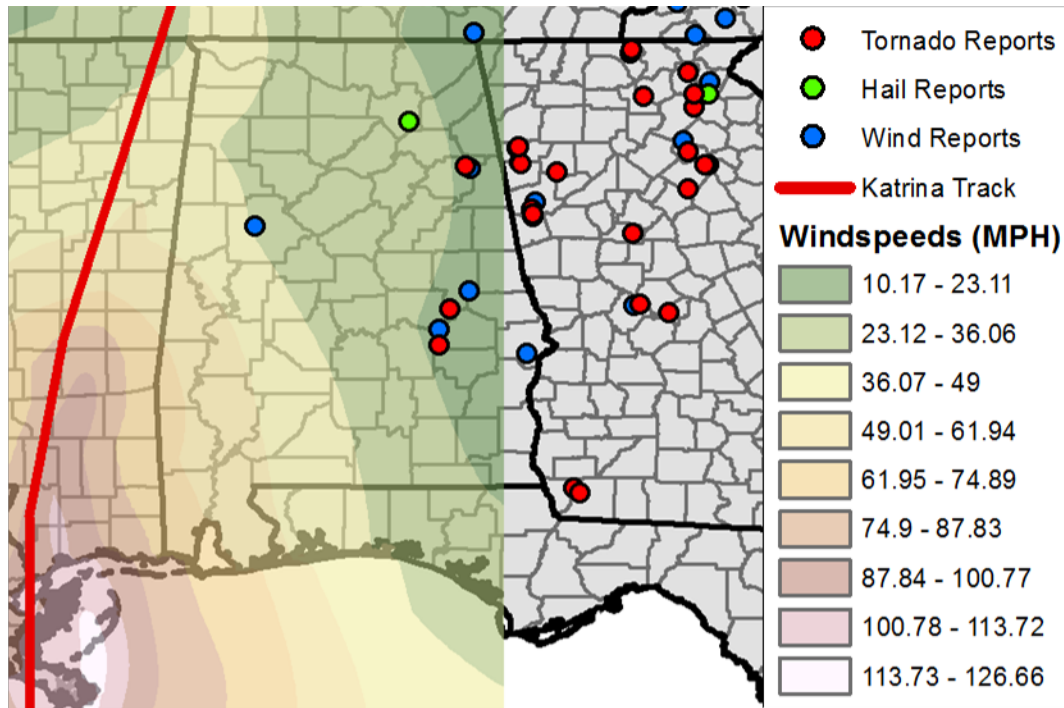 Tornado Reports
Hail Reports
Wind Reports
Katrina Track
Windspeeds (MPH)
10.17 - 23.11
23.12 - 36.06
36.07 - 49
49.01 - 61.94
61.95 - 74.89
74.9 - 87.83
87.84 - 100.77
100.78 - 113.72
113.73 - 126.66